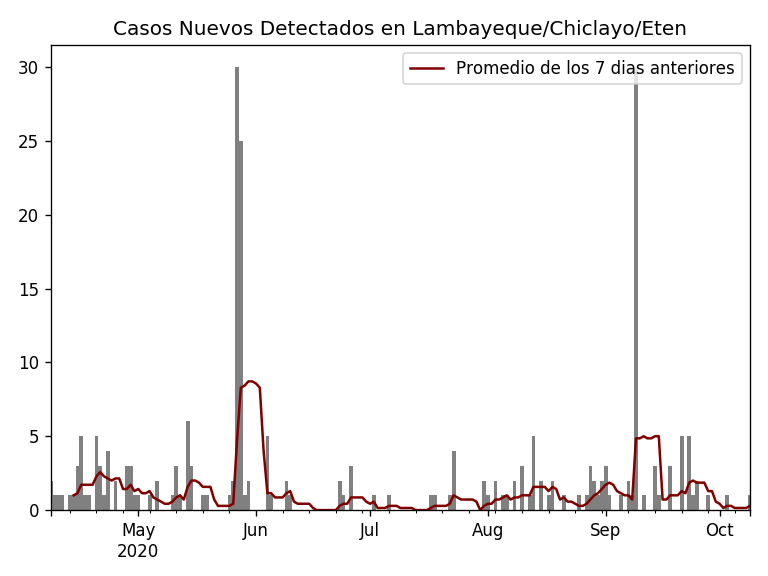 Casos Nuevos Detectados en Lambayeque/Chiclayo/Eten
Promedio de los 7 dias anteriores
30
25
20
15
10
5
0
May
2020
Jun
Jul
Aug
Sep
Oct